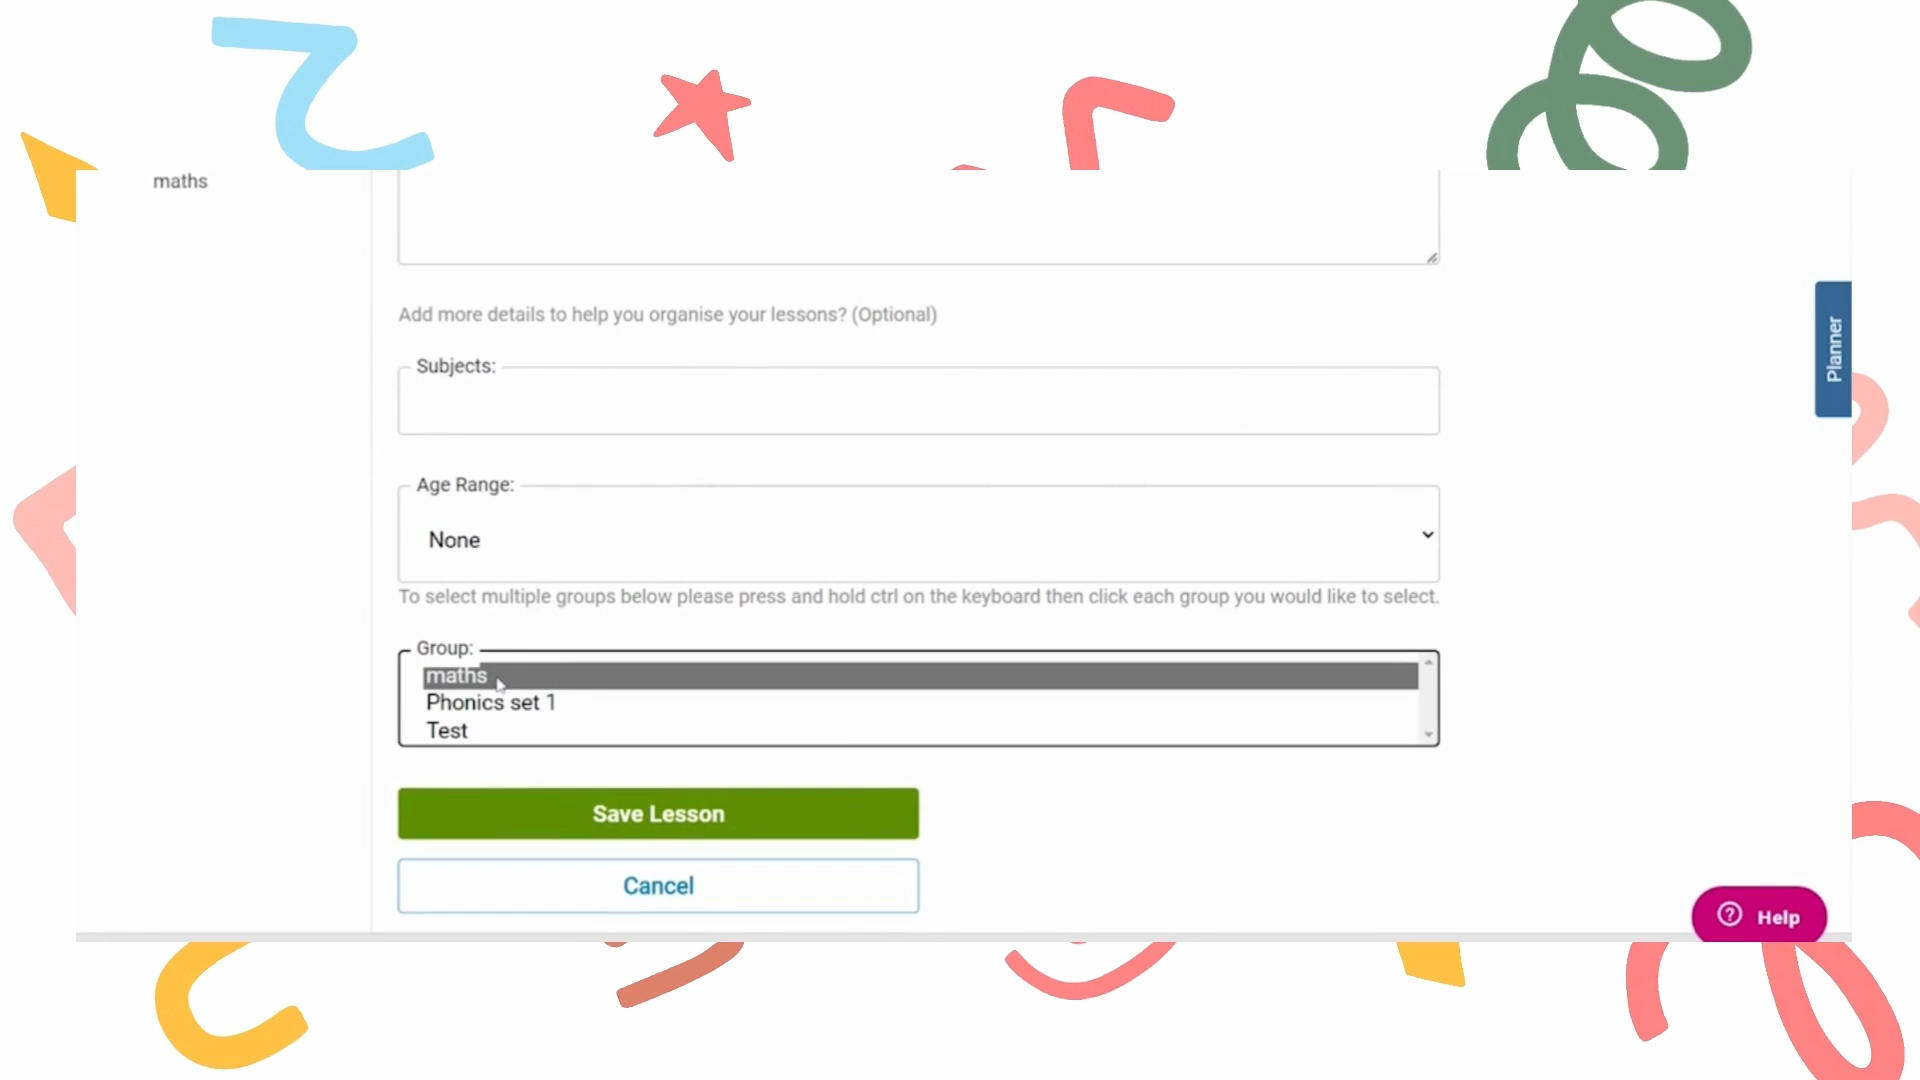 maths
Add more details to help you organise your lessons? (Optional)
Subjects:
Age Range:
None
To select multiple groups below please press and hold ctrl on the keyboard then click each group you would like to select.
Group:
maths
Phonics set 1
Test
Save Lesson
Cancel
Planner
Help